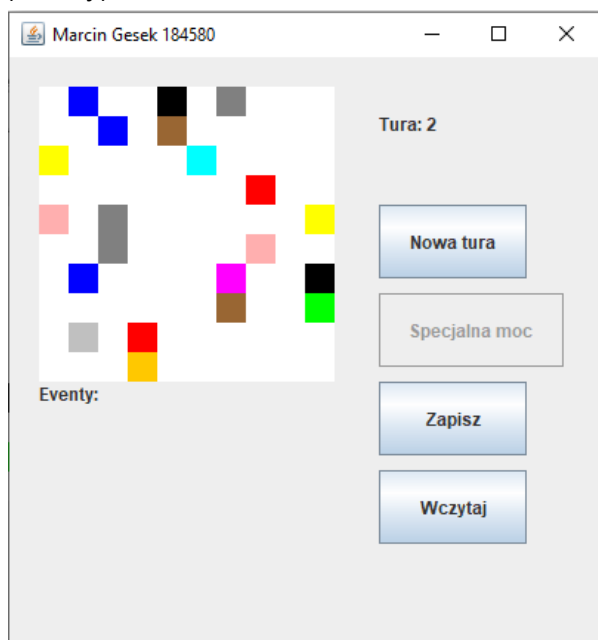 Marcin Gesek 184580
Tura: 2
Nowa tura
Specjalna moc
Eventy:
Zapisz
Wczytaj